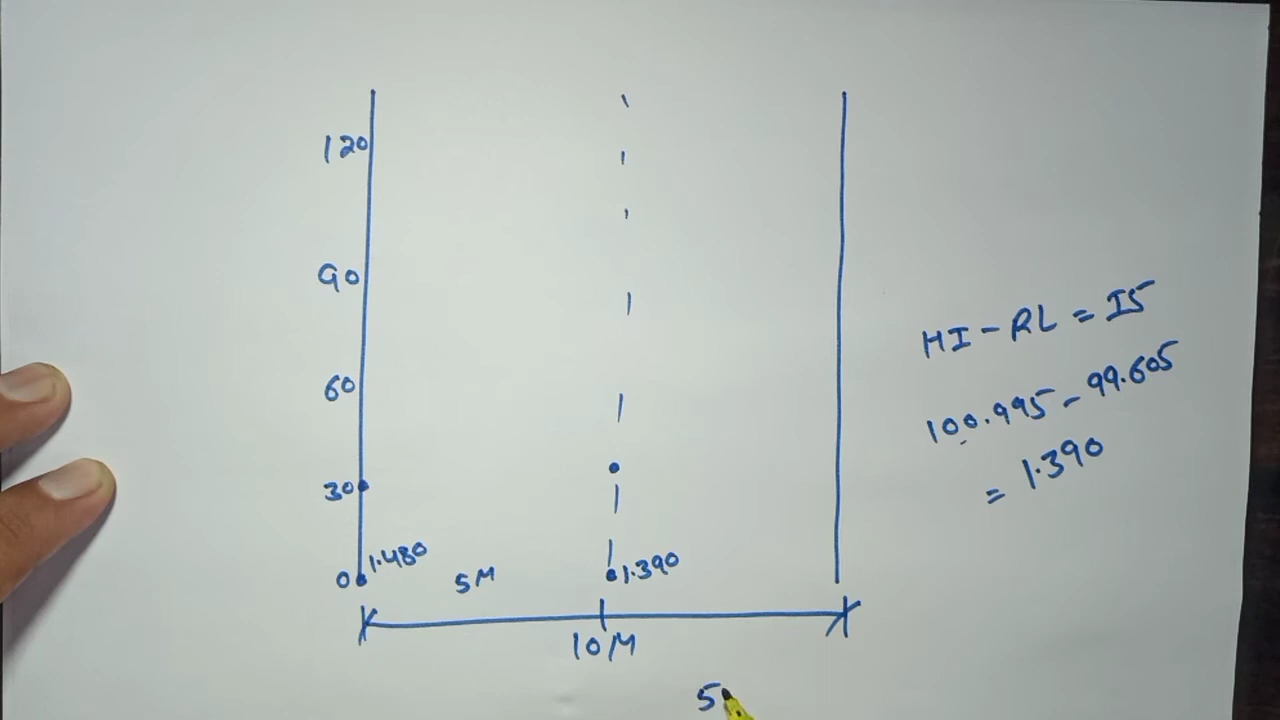 120
90
60
30
0 1.480
5M
1.390
10M
5
HI - RL = IS
100.995 - 99.605
= 1.390